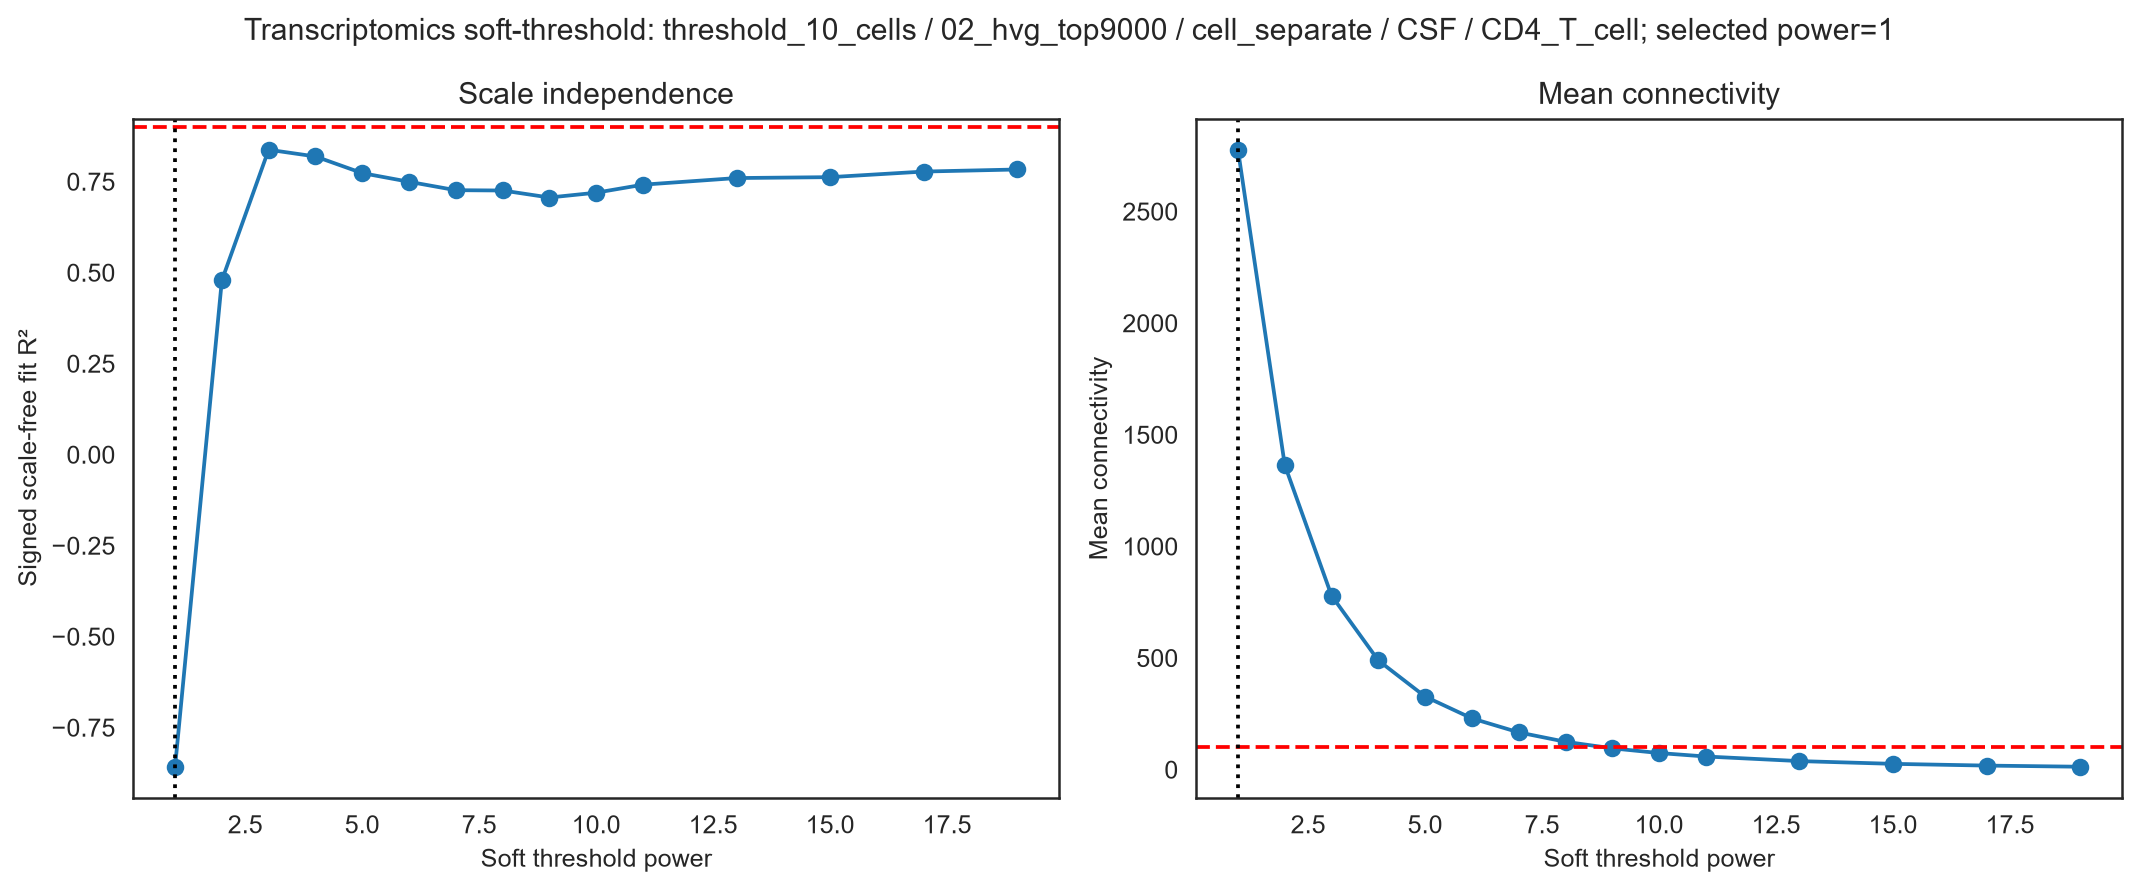 Transcriptomics soft-threshold: threshold_10_cells / 02_hvg_top9000 / cell_separate / CSF / CD4_T_cell; selected power=1
Scale independence
Signed scale-free fit R²
0.75
0.50
0.25
0.00
−0.25
−0.50
−0.75
2.5 5.0 7.5 10.0 12.5 15.0 17.5
Soft threshold power
Mean connectivity
Mean connectivity
2500
2000
1500
1000
500
0
2.5 5.0 7.5 10.0 12.5 15.0 17.5
Soft threshold power